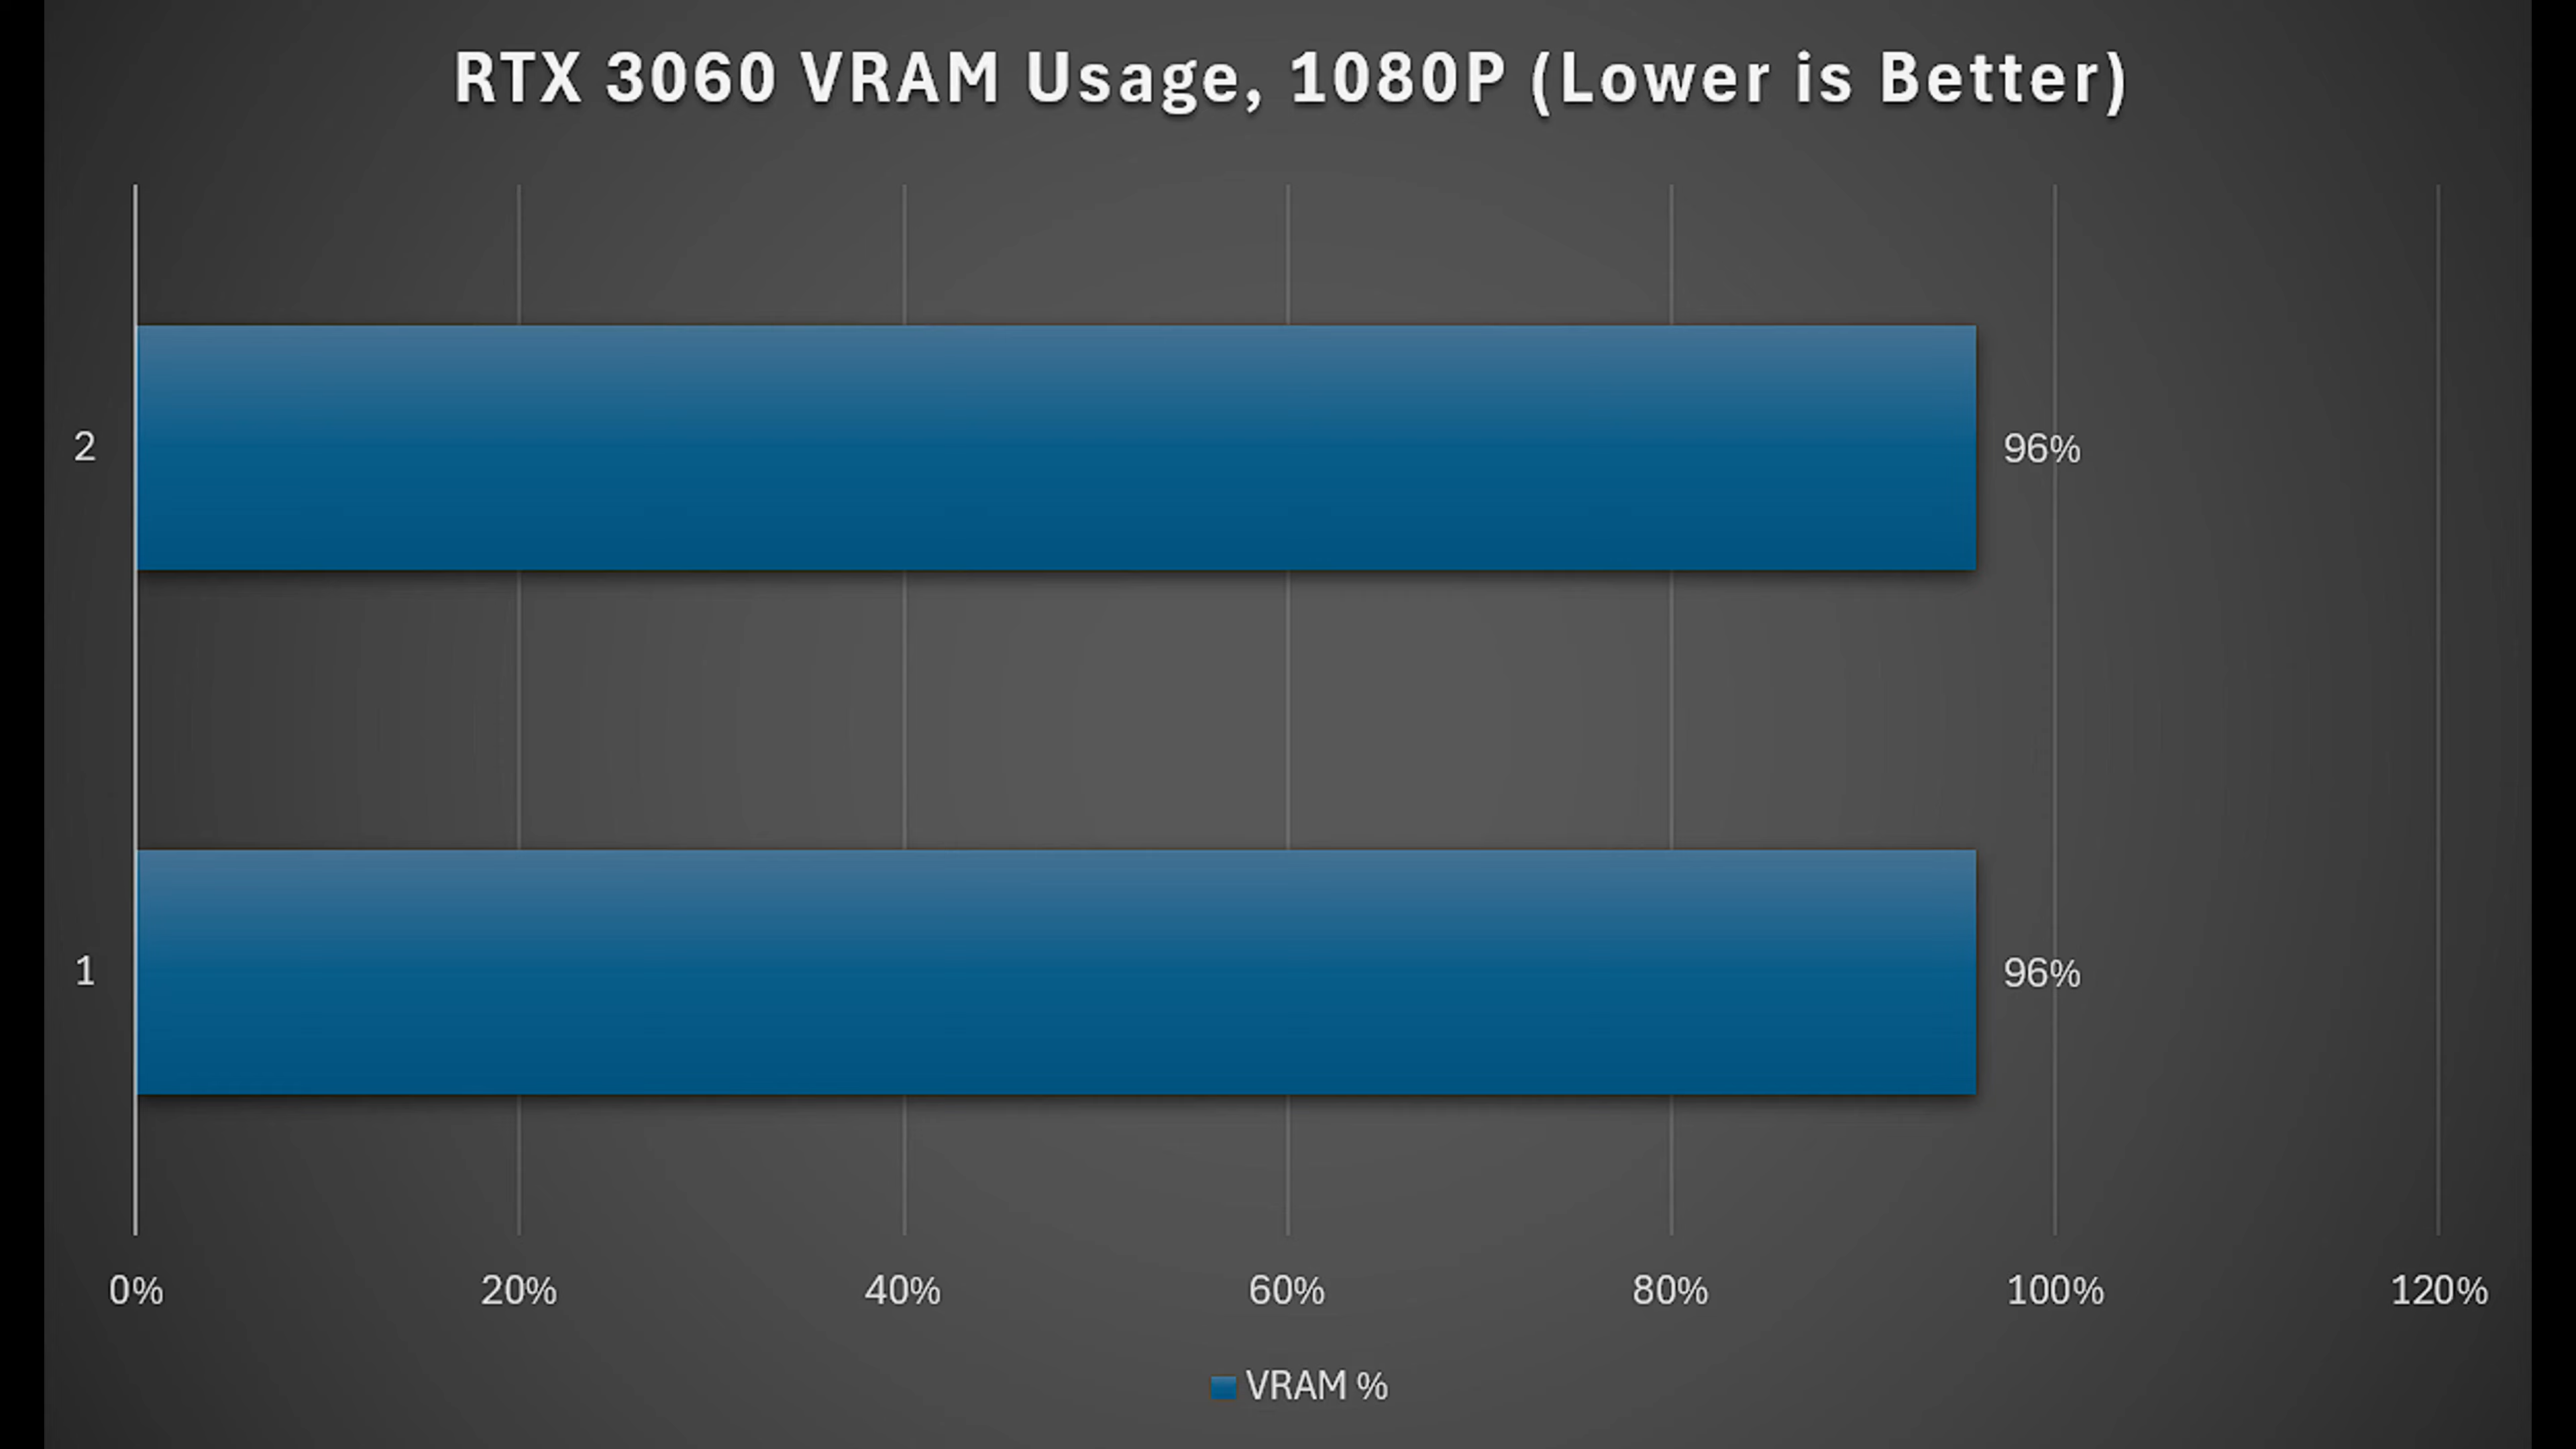 RTX 3060 VRAM Usage, 1080P (Lower is Better)
2
96%
1
96%
0% 20% 40% 60% 80% 100% 120%
VRAM %